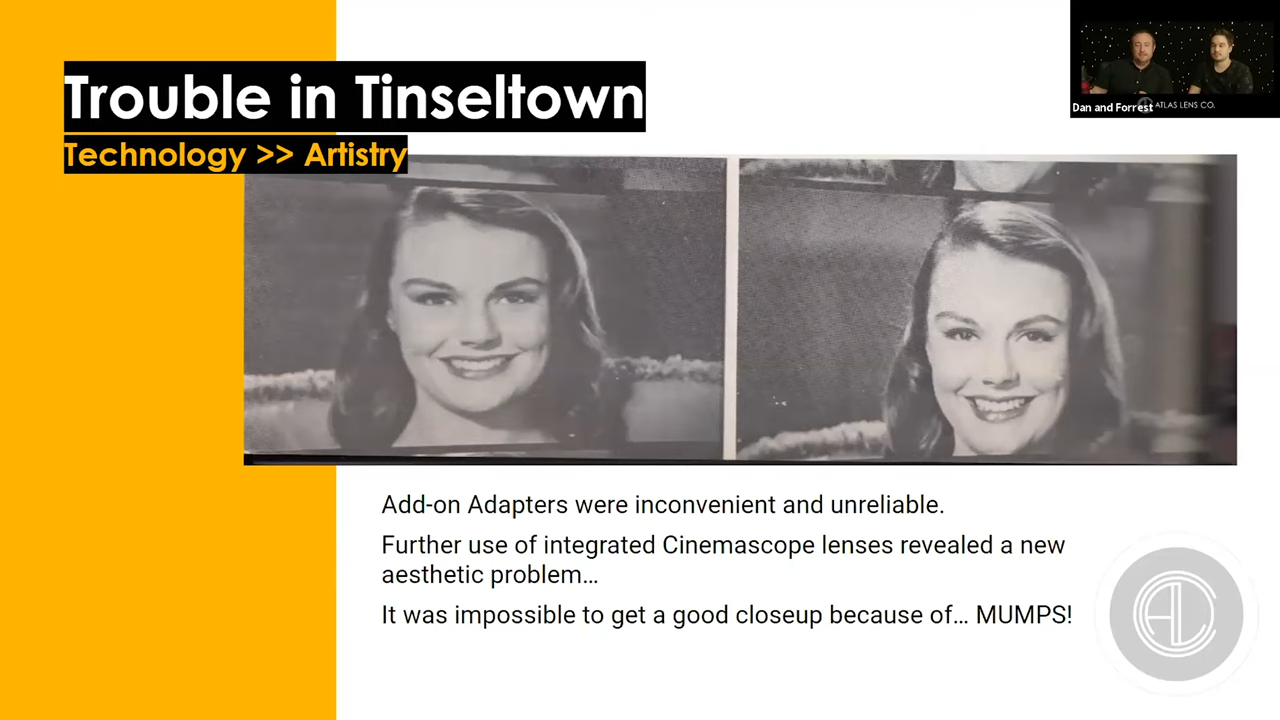 Trouble in Tinseltown
Technology >> Artistry
Dan and Forrest
ATLAS LENS CO.
Add-on Adapters were inconvenient and unreliable.
Further use of integrated Cinemascope lenses revealed a new
aesthetic problem...
It was impossible to get a good closeup because of... MUMPS!
ALC